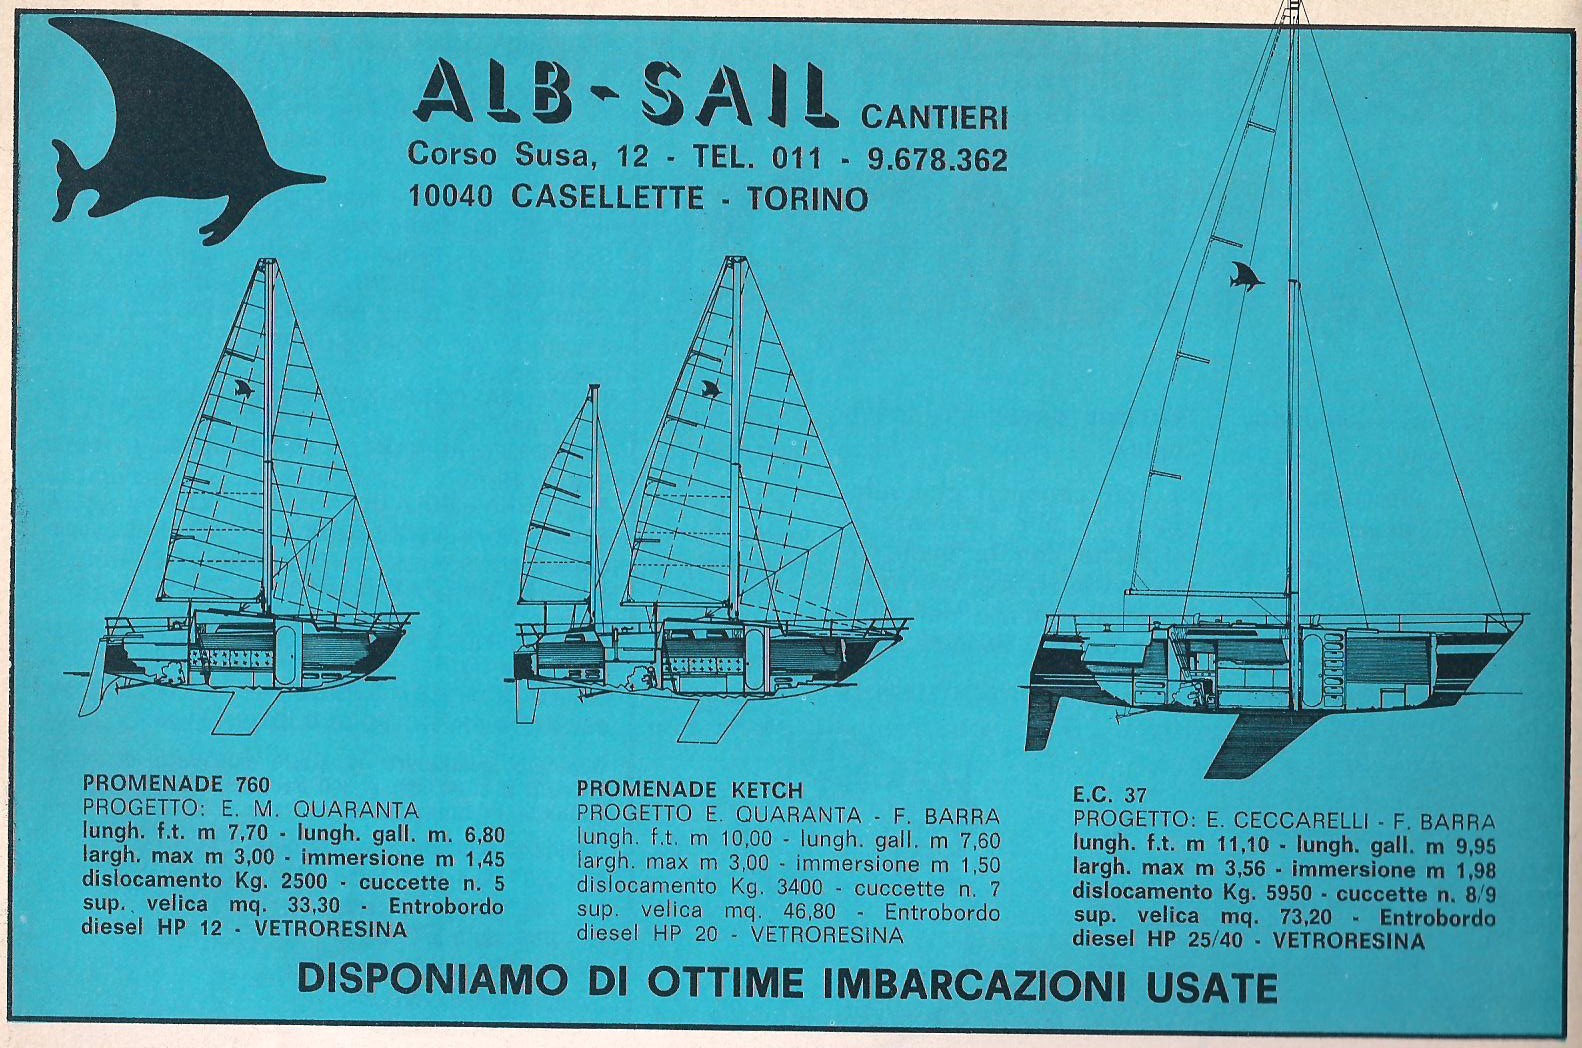 ALB-SAIL CANTIERI
Corso Susa, 12 - TEL. 011 - 9.678.362
10040 CASELLETTE - TORINO
PROMENADE 760
PROGETTO: E. M. QUARANTA
lungh. f.t. m 7,70 - lungh. gall. m. 6,80
largh. max m 3,00 - immersione m 1,45
dislocamento Kg. 2500 - cuccette n. 5
sup. velica mq. 33,30 - Entrobordo
diesel HP 12 - VETRORESINA
PROMENADE KETCH
PROGETTO E. QUARANTA - F. BARRA
lungh. f.t. m 10,00 - lungh. gall. m 7,60
largh. max m 3,00 - immersione m 1,50
dislocamento Kg. 3400 - cuccette n. 7
sup. velica mq. 46,80 - Entrobordo
diesel HP 20 - VETRORESINA
E.C. 37
PROGETTO: E. CECCARELLI - F. BARRA
lungh. f.t. m 11,10 - lungh. gall. m 9,95
largh. max m 3,56 - immersione m 1,98
dislocamento Kg. 5950 - cuccette n. 8/9
sup. velica mq. 73,20 - Entrobordo
diesel HP 25/40 - VETRORESINA
DISPONIAMO DI OTTIME IMBARCAZIONI USATE